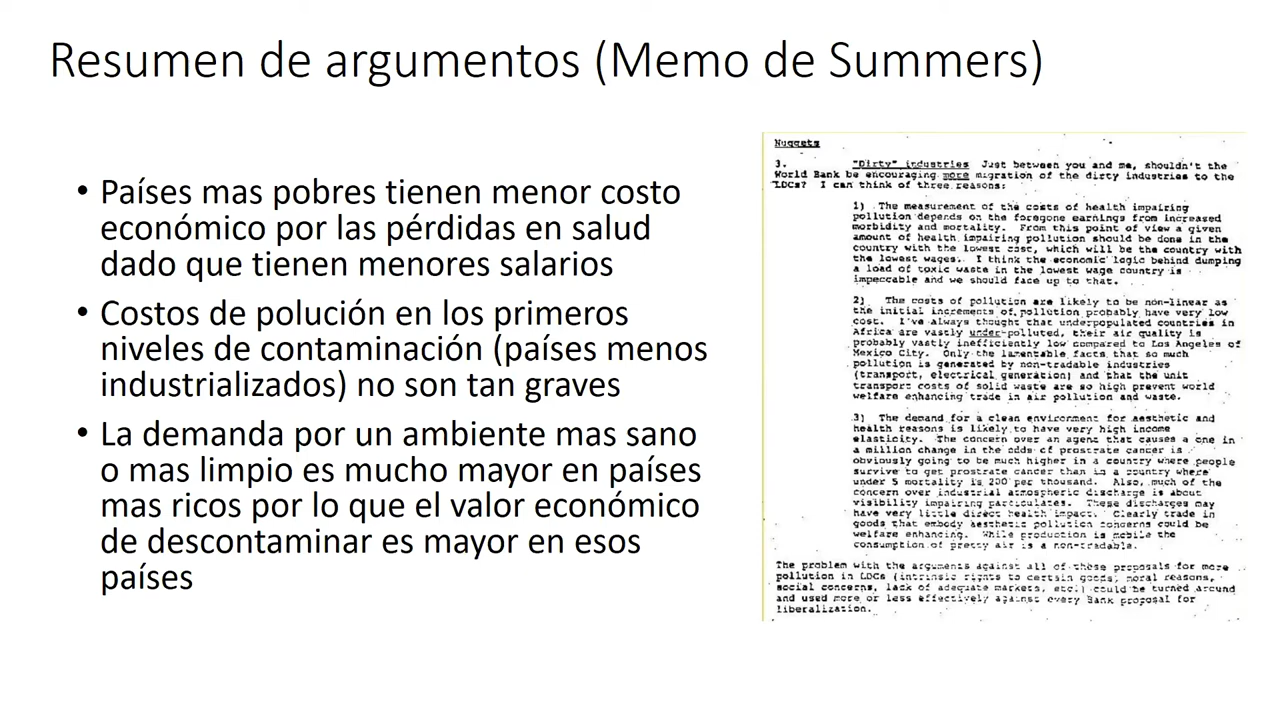 Resumen de argumentos (Memo de Summers)
• Países mas pobres tienen menor costo
económico por las pérdidas en salud
dado que tienen menores salarios
• Costos de polución en los primeros
niveles de contaminación (países menos
industrializados) no son tan graves
• La demanda por un ambiente mas sano
o mas limpio es mucho mayor en países
mas ricos por lo que el valor económico
de descontaminar es mayor en esos
países
Nuggets
3. "Dirty" industries Just between you and me, shouldn't the
World Bank be encouraging more migration of the dirty industries to the
LDCs? I can think of three reasons:
1) The measurement of the costs of health impairing
pollution depends on the foregone earnings from increased
morbidity and mortality. From this point of view a given
amount of health impairing pollution should be done in the
country with the lowest cost, which will be the country with
the lowest wages. I think the economic logic behind dumping
a load of toxic waste in the lowest wage country is
impeccable and we should face up to that.
2) The costs of pollution are likely to be non-linear as
the initial increments of pollution probably have very low
cost. I've always thought that underpopulated countries in
Africa are vastly under-polluted, their air quality is
probably vastly inefficiently low compared to Los Angeles of
Mexico City. Only the lamentable facts that so much
pollution is generated by non-tradable industries
(transport, electrical generation) and that the unit
transport costs of solid waste are so high prevent world
welfare enhancing trade in air pollution and waste.
3) The demand for a clean environment for aesthetic and
health reasons is likely to have very high income
elasticity. The concern over an agent that causes a one in
a million change in the odds of prostrate cancer is
obviously going to be much higher in a country where people
survive to get prostrate cancer than in a country where
under 5 mortality is 200 per thousand. Also, much of the
concern over industrial atmospheric discharge is about
visibility impairing particulates. These discharges may
have very little direct health impact. Clearly trade in
goods that embody aesthetic pollution concerns could be
welfare enhancing. While production is mobile the
consumption of pretty air is a non-tradable.
The problem with the arguments against all of these proposals for more
pollution in LDCs (intrinsic rights to certain goods, moral reasons,
social concerns, lack of adequate markets, etc.) could be turned around
and used more or less effectively against every Bank proposal for
liberalization.